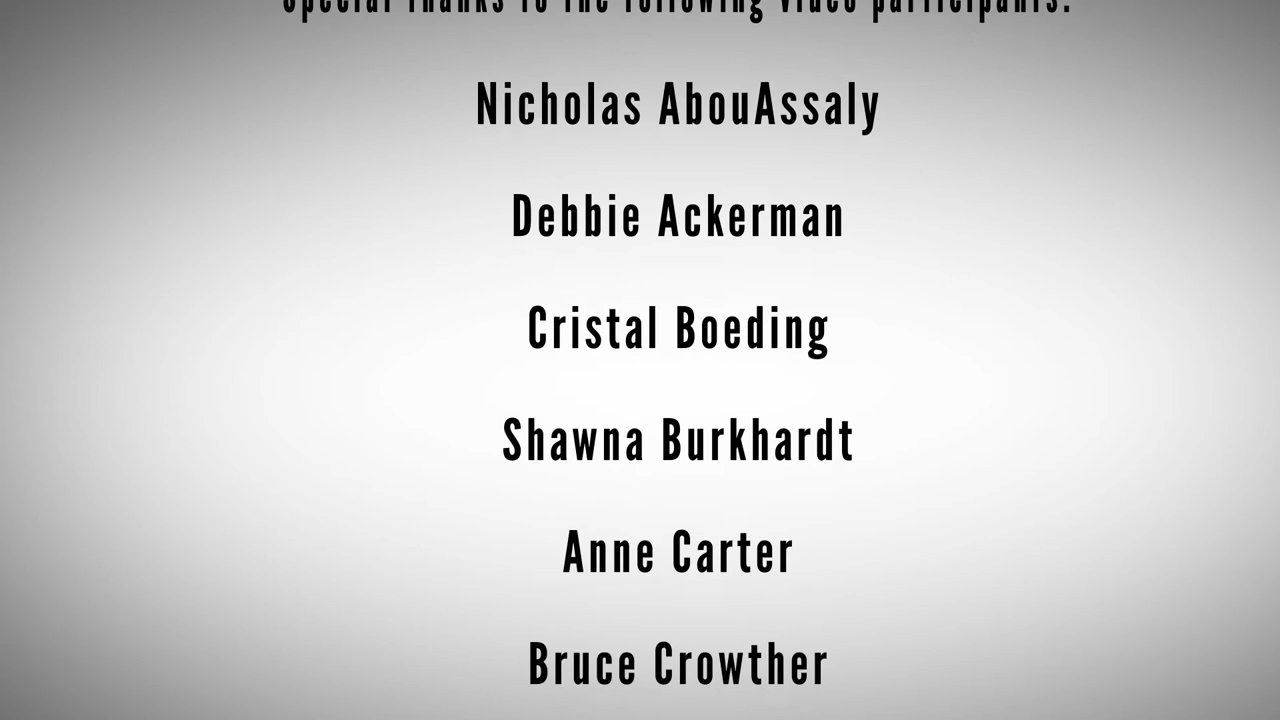 Special thanks to the following video participants:
Nicholas AbouAssaly
Debbie Ackerman
Cristal Boeding
Shawna Burkhardt
Anne Carter
Bruce Crowther